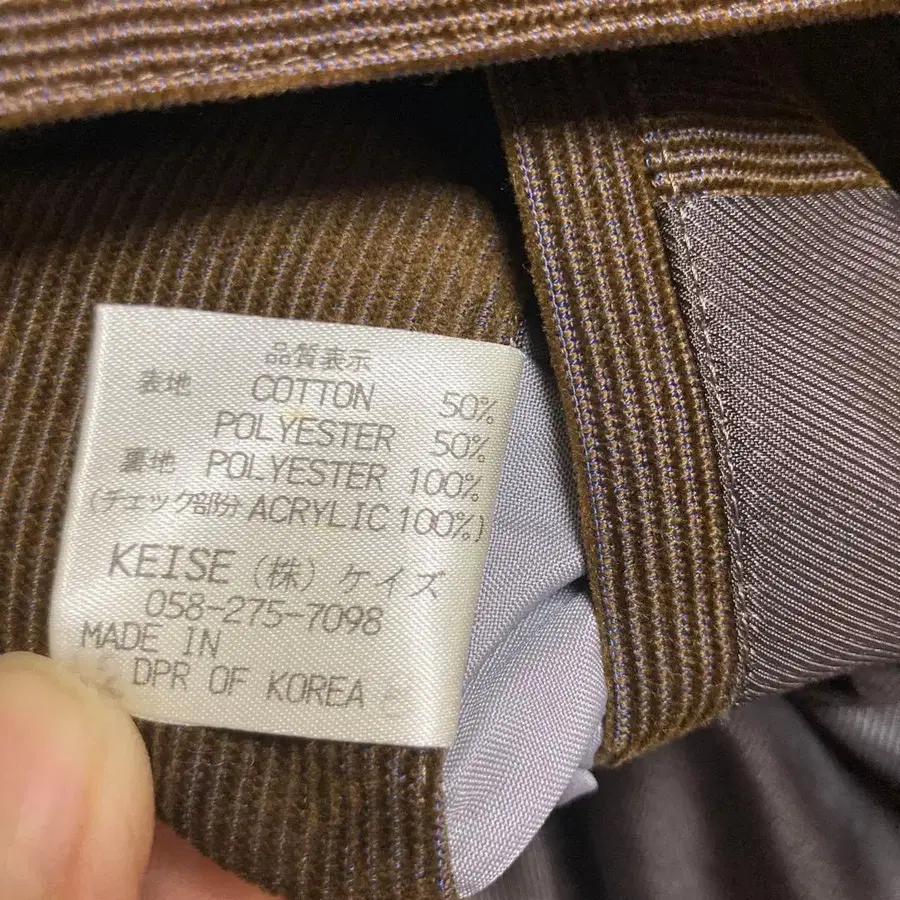 品質表示
表地 COTTON 50%
POLYESTER 50%
裏地 POLYESTER 100%
(チェック部分 ACRYLIC 100%)
KEISE (株) ケイズ
058-275-7098
MADE IN
DPR OF KOREA